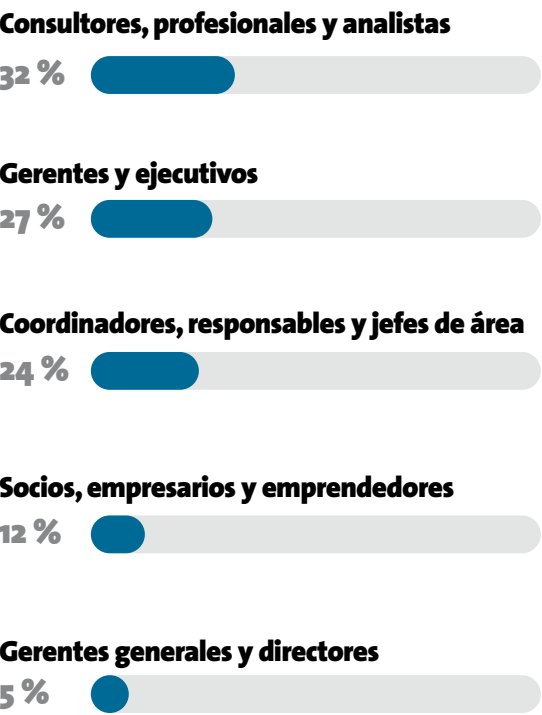 Consultores, profesionales y analistas
32 %
Gerentes y ejecutivos
27 %
Coordinadores, responsables y jefes de área
24 %
Socios, empresarios y emprendedores
12 %
Gerentes generales y directores
5 %